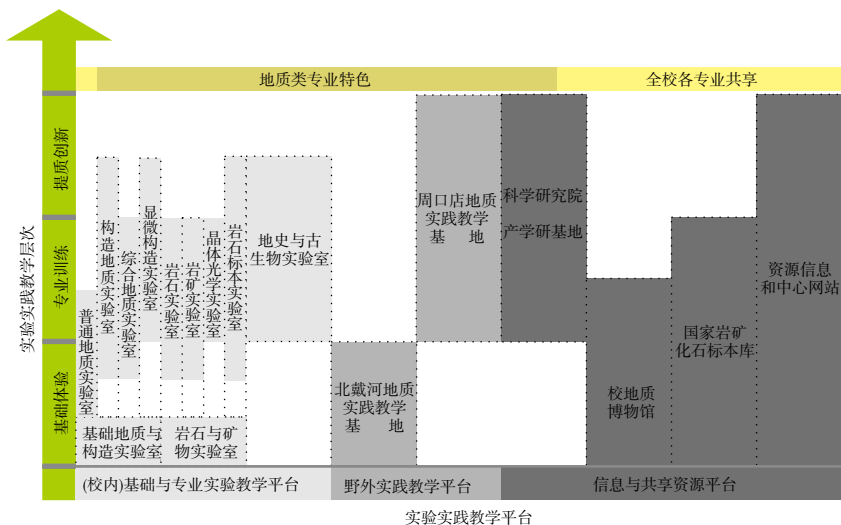 地质类专业特色
全校各专业共享
实验实践教学层次
提质创新
专业训练
基础体验
普通地质实验室
构造地质实验室
综合地质实验室
显微构造实验室
岩石实验室
岩矿实验室
晶体光学实验室
岩石标本实验室
地史与古
生物实验室
周口店地质
实践教学
基 地
科学研究院
产学研基地
资源信息
和中心网站
国家岩矿
化石标本库
北戴河地质
实践教学
基 地
校地质
博物馆
基础地质与
构造实验室
岩石与矿
物实验室
(校内)基础与专业实验教学平台
野外实践教学平台
信息与共享资源平台
实验实践教学平台